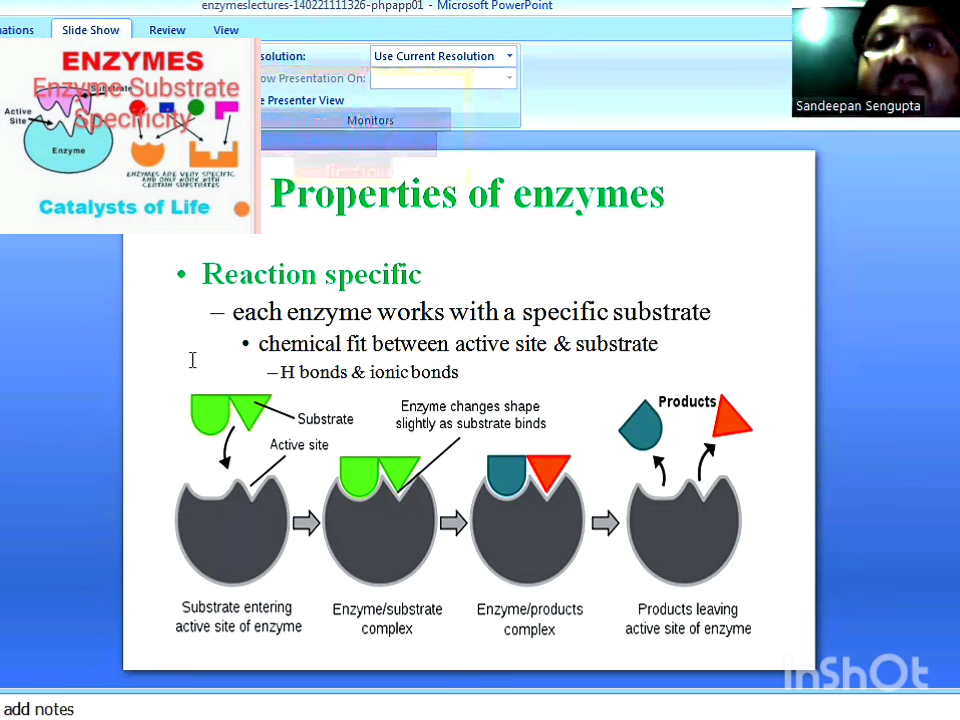 enzymeslectures-140221111326-phpapp01 - Microsoft PowerPoint
nations
Slide Show
Review
View
solution:
Use Current Resolution
ow Presentation On:
e Presenter View
Monitors
Sandeepan Sengupta
ENZYMES
Substrate
Enzyme Substrate
Specificity
Active
Site
Enzyme
ENZYMES ARE VERY SPECIFIC
AND ONLY WORK WITH
CERTAIN SUBSTRATES
Catalysts of Life
Properties of enzymes
• Reaction specific
– each enzyme works with a specific substrate
• chemical fit between active site & substrate
– H bonds & ionic bonds
Substrate
Active site
Enzyme changes shape
slightly as substrate binds
Products
Substrate entering
active site of enzyme
Enzyme/substrate
complex
Enzyme/products
complex
Products leaving
active site of enzyme
InShOt
add notes